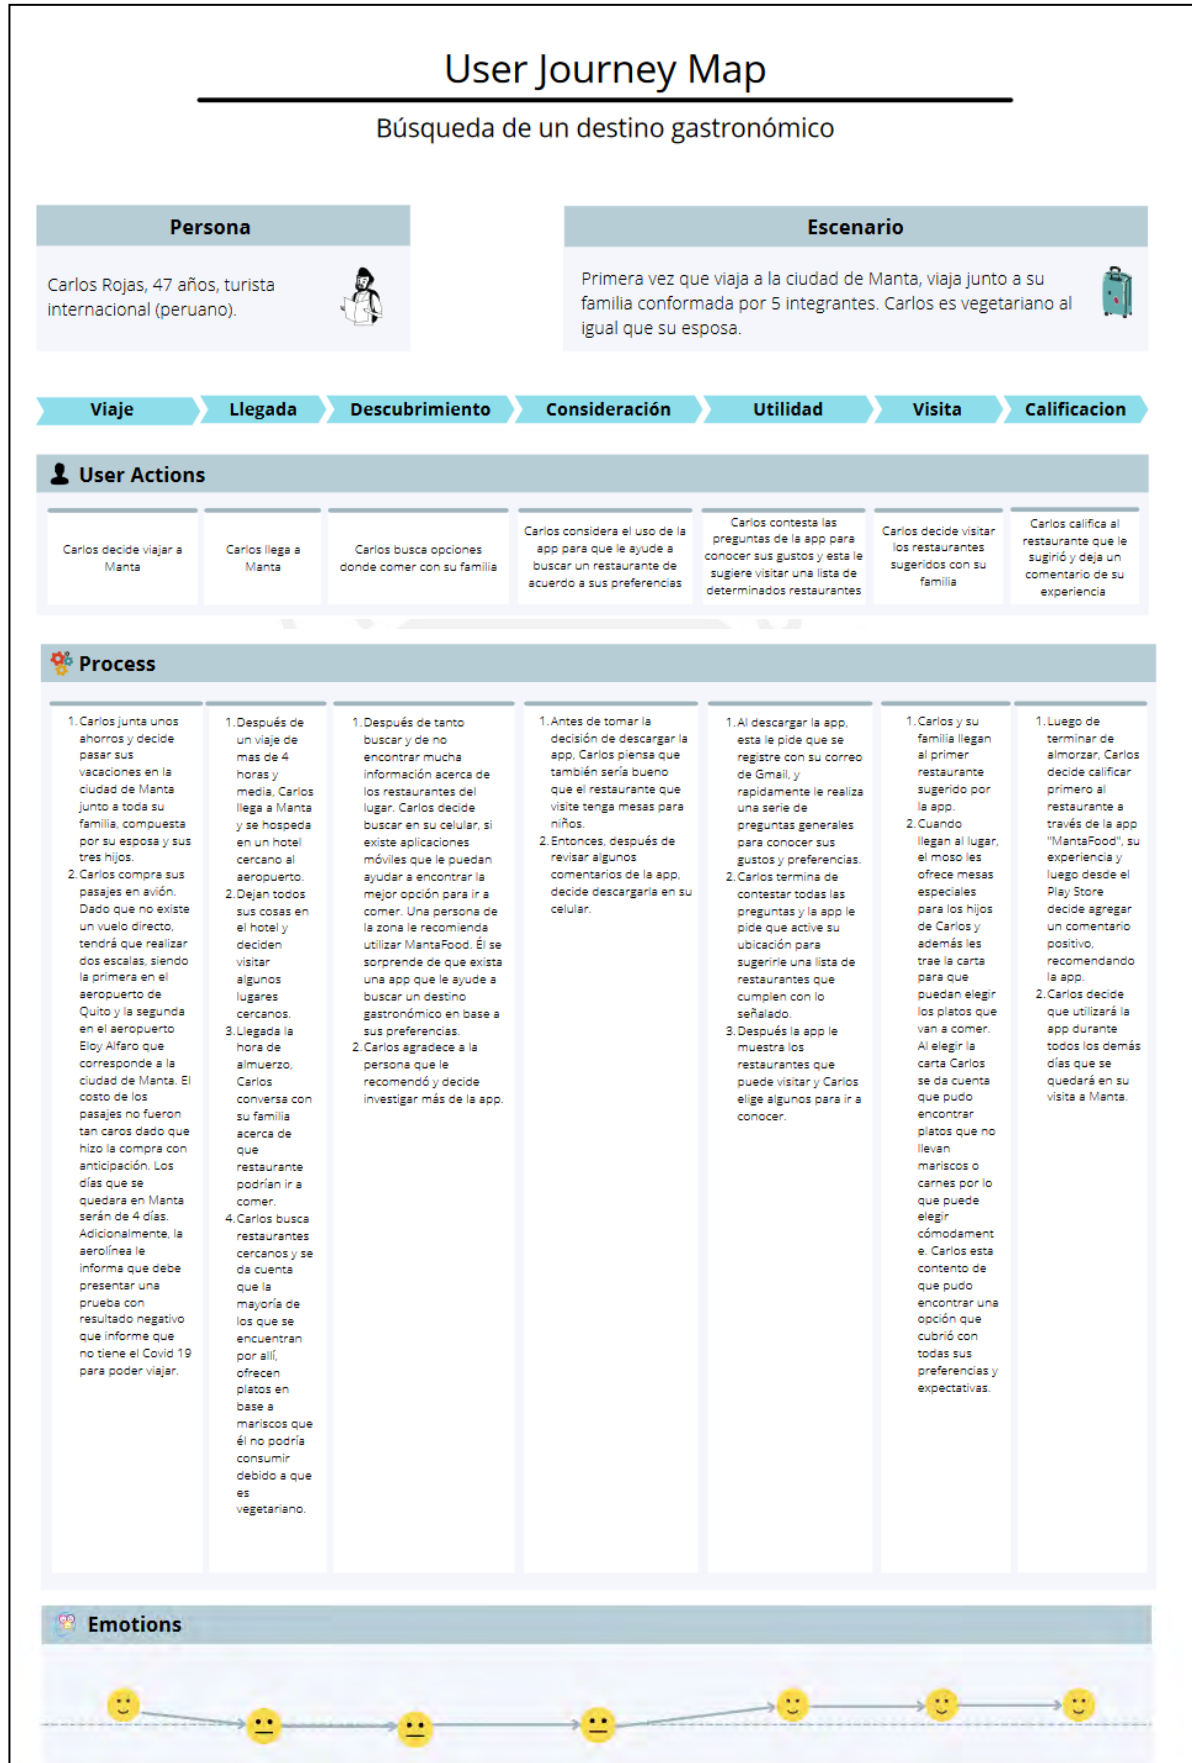 User Journey Map
Búsqueda de un destino gastronómico
Persona
Carlos Rojas, 47 años, turista
internacional (peruano).
Escenario
Primera vez que viaja a la ciudad de Manta, viaja junto a su
familia conformada por 5 integrantes. Carlos es vegetariano al
igual que su esposa.
Viaje
Llegada
Descubrimiento
Consideración
Utilidad
Visita
Calificacion
User Actions
Carlos decide viajar a
Manta
Carlos llega a
Manta
Carlos busca opciones
donde comer con su familia
Carlos considera el uso de la
app para que le ayude a
buscar un restaurante de
acuerdo a sus preferencias
Carlos contesta las
preguntas de la app para
conocer sus gustos y esta le
sugiere visitar una lista de
determinados restaurantes
Carlos decide visitar
los restaurantes
sugeridos con su
familia
Carlos califica al
restaurante que le
sugirió y deja un
comentario de su
experiencia
Process
1. Carlos junta unos
ahorros y decide
pasar sus
vacaciones en la
ciudad de Manta
junto a toda su
familia, compuesta
por su esposa y sus
tres hijos.
2. Carlos compra sus
pasajes en avión.
Dado que no existe
un vuelo directo,
tendrá que realizar
dos escalas, siendo
la primera en el
aeropuerto de
Quito y la segunda
en el aeropuerto
Eloy Alfaro que
corresponde a la
ciudad de Manta. El
costo de los
pasajes no fueron
tan caros dado que
hizo la compra con
anticipación. Los
días que se
quedara en Manta
serán de 4 días.
Adicionalmente, la
aerolínea le
informa que debe
presentar una
prueba con
resultado negativo
que informe que
no tiene el Covid 19
para poder viajar.
1. Después de
un viaje de
mas de 4
horas y
media, Carlos
llega a Manta
y se hospeda
en un hotel
cercano al
aeropuerto.
2. Dejan todos
sus cosas en
el hotel y
deciden
visitar
algunos
lugares
cercanos.
3. Llegada la
hora de
almuerzo,
Carlos
conversa con
su familia
acerca de
que
restaurante
podrían ir a
comer.
4. Carlos busca
restaurantes
cercanos y se
da cuenta
que la
mayoría de
los que se
encuentran
por allí,
ofrecen
platos en
base a
mariscos que
él no podría
consumir
debido a que
es
vegetariano.
1. Después de tanto
buscar y de no
encontrar mucha
información acerca de
los restaurantes del
lugar. Carlos decide
buscar en su celular, si
existe aplicaciones
móviles que le puedan
ayudar a encontrar la
mejor opción para ir a
comer. Una persona de
la zona le recomienda
utilizar MantaFood. Él se
sorprende de que exista
una app que le ayude a
buscar un destino
gastronómico en base a
sus preferencias.
2. Carlos agradece a la
persona que le
recomendó y decide
investigar más de la app.
1. Antes de tomar la
decisión de descargar la
app, Carlos piensa que
también sería bueno
que el restaurante que
visite tenga mesas para
niños.
2. Entonces, después de
revisar algunos
comentarios de la app,
decide descargarla en su
celular.
1. Al descargar la app,
esta le pide que se
registre con su correo
de Gmail, y
rapidamente le realiza
una serie de
preguntas generales
para conocer sus
gustos y preferencias.
2. Carlos termina de
contestar todas las
preguntas y la app le
pide que active su
ubicación para
sugerirle una lista de
restaurantes que
cumplen con lo
señalado.
3. Después la app le
muestra los
restaurantes que
puede visitar y Carlos
elige algunos para ir a
conocer.
1. Carlos y su
familia llegan
al primer
restaurante
sugerido por
la app.
2. Cuando
llegan al lugar,
el moso les
ofrece mesas
especiales
para los hijos
de Carlos y
además les
trae la carta
para que
puedan elegir
los platos que
van a comer.
Al elegir la
carta Carlos
se da cuenta
que pudo
encontrar
platos que no
llevan
mariscos o
carnes por lo
que puede
elegir
cómodament
e. Carlos esta
contento de
que pudo
encontrar una
opción que
cubrió con
todas sus
preferencias y
expectativas.
1. Luego de
terminar de
almorzar, Carlos
decide calificar
primero al
restaurante a
través de la app
"MantaFood", su
experiencia y
luego desde el
Play Store
decide agregar
un comentario
positivo,
recomendando
la app.
2. Carlos decide
que utilizará la
app durante
todos los demás
días que se
quedará en su
visita a Manta.
Emotions